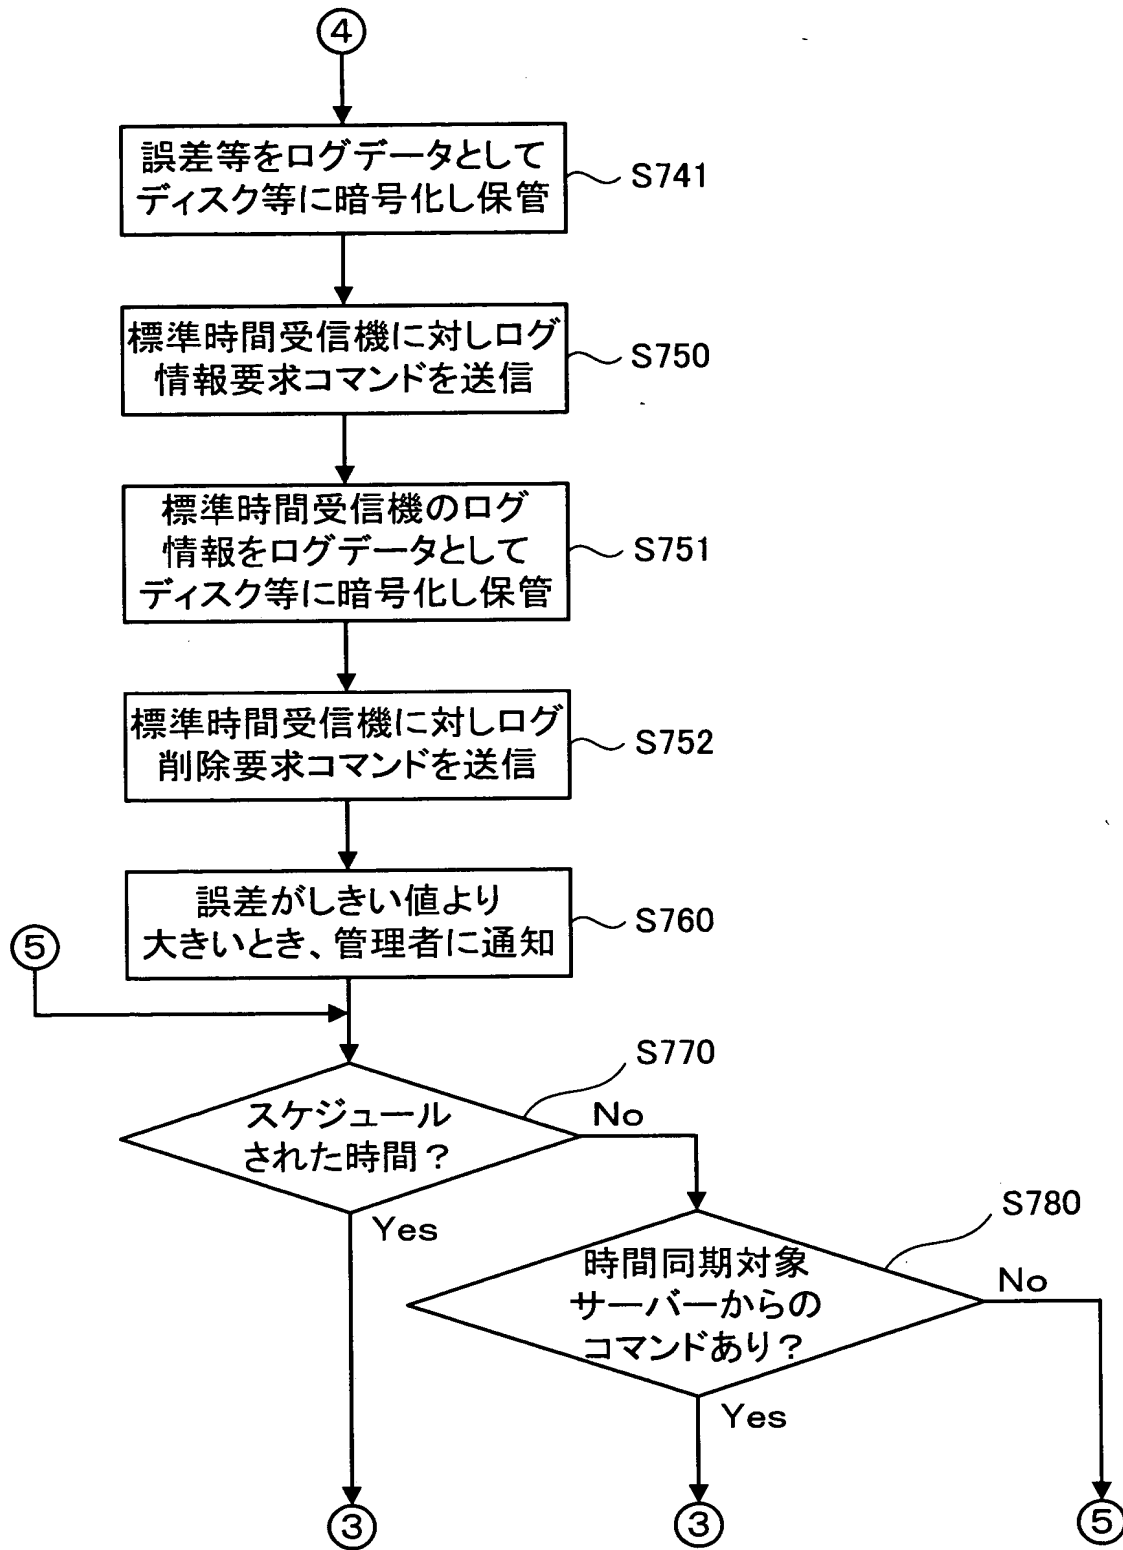 ④
誤差等をログデータとして
ディスク等に暗号化し保管
S741
標準時間受信機に対しログ
情報要求コマンドを送信
S750
標準時間受信機のログ
情報をログデータとして
ディスク等に暗号化し保管
S751
標準時間受信機に対しログ
削除要求コマンドを送信
S752
誤差がしきい値より
大きいとき、管理者に通知
S760
⑤
S770
スケジュール
された時間?
No
Yes
S780
時間同期対象
サーバーからの
コマンドあり?
No
Yes
③
③
⑤